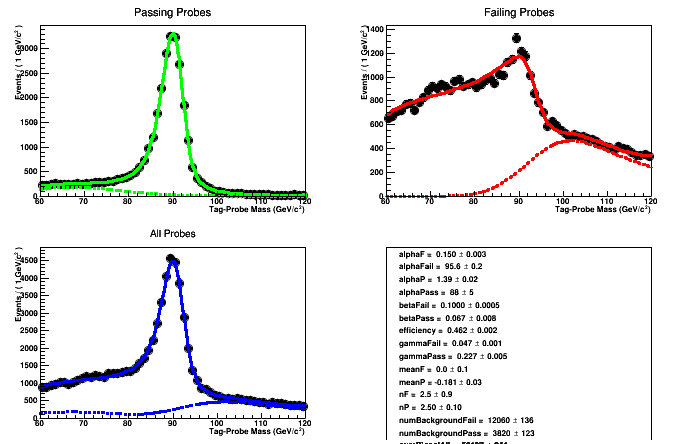 Passing Probes
Events / ( 1 GeV/c²)
3000
2500
2000
1500
1000
500
0
60 70 80 90 100 110 120
Tag-Probe Mass (GeV/c²)
Failing Probes
Events / ( 1 GeV/c²)
1400
1200
1000
800
600
400
200
0
60 70 80 90 100 110 120
Tag-Probe Mass (GeV/c²)
All Probes
Events / ( 1 GeV/c²)
4500
4000
3500
3000
2500
2000
1500
1000
500
0
60 70 80 90 100 110 120
Tag-Probe Mass (GeV/c²)
alphaF = 0.150 ± 0.003
alphaFail = 95.6 ± 0.2
alphaP = 1.39 ± 0.02
alphaPass = 88 ± 5
betaFail = 0.1000 ± 0.0005
betaPass = 0.067 ± 0.008
efficiency = 0.462 ± 0.002
gammaFail = 0.047 ± 0.001
gammaPass = 0.227 ± 0.005
meanF = 0.0 ± 0.1
meanP = -0.181 ± 0.03
nF = 2.5 ± 0.9
nP = 2.50 ± 0.10
numBackgroundFail = 12060 ± 136
numBackgroundPass = 3820 ± 123